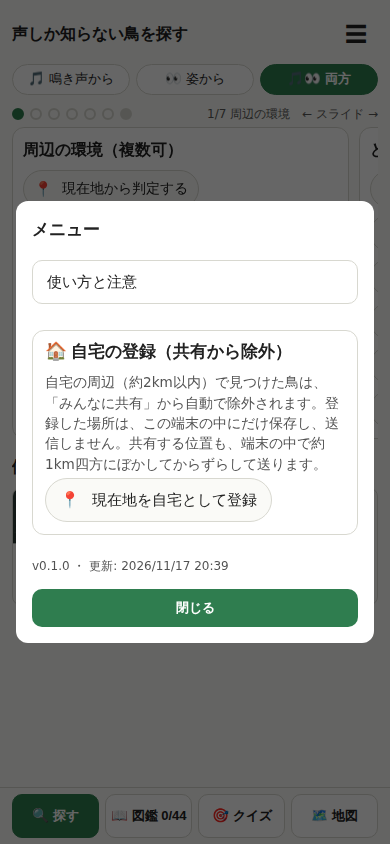 声しか知らない鳥を探す
鳴き声から 姿から 両方
1/7 周辺の環境 ← スライド →
周辺の環境（複数可）
現在地から判定する
メニュー
使い方と注意
自宅の登録（共有から除外）
自宅の周辺（約2km以内）で見つけた鳥は、
「みんなに共有」から自動で除外されます。登
録した場所は、この端末の中にだけ保存し、送
信しません。共有する位置も、端末の中で約
1km四方にぼかしてからずらして送ります。
現在地を自宅として登録
v0.1.0 ・ 更新: 2026/11/17 20:39
閉じる
探す 図鑑 0/44 クイズ 地図